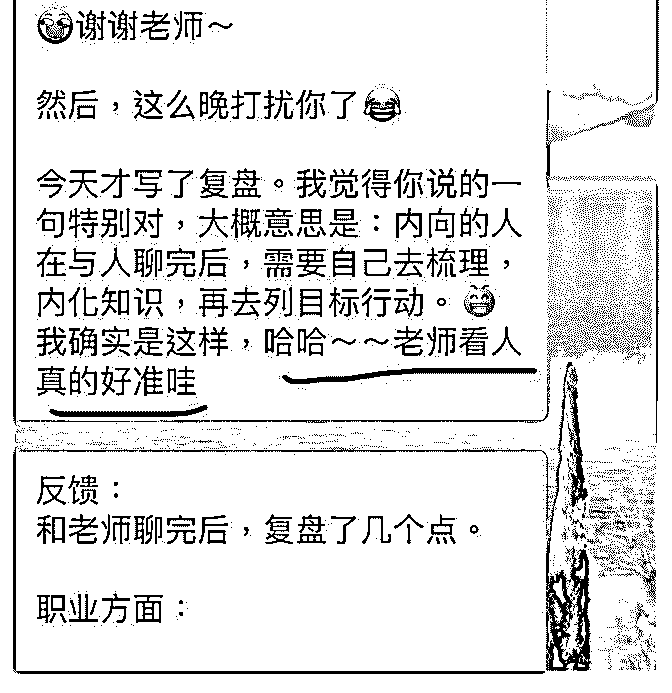 😂谢谢老师～
然后，这么晚打扰你了😂
今天才写了复盘。我觉得你说的一
句特别对，大概意思是：内向的人
在与人聊完后，需要自己去梳理，
内化知识，再去列目标行动。😁
我确实是这样，哈哈～～老师看人
真的好准哇
反馈：
和老师聊完后，复盘了几个点。
职业方面：